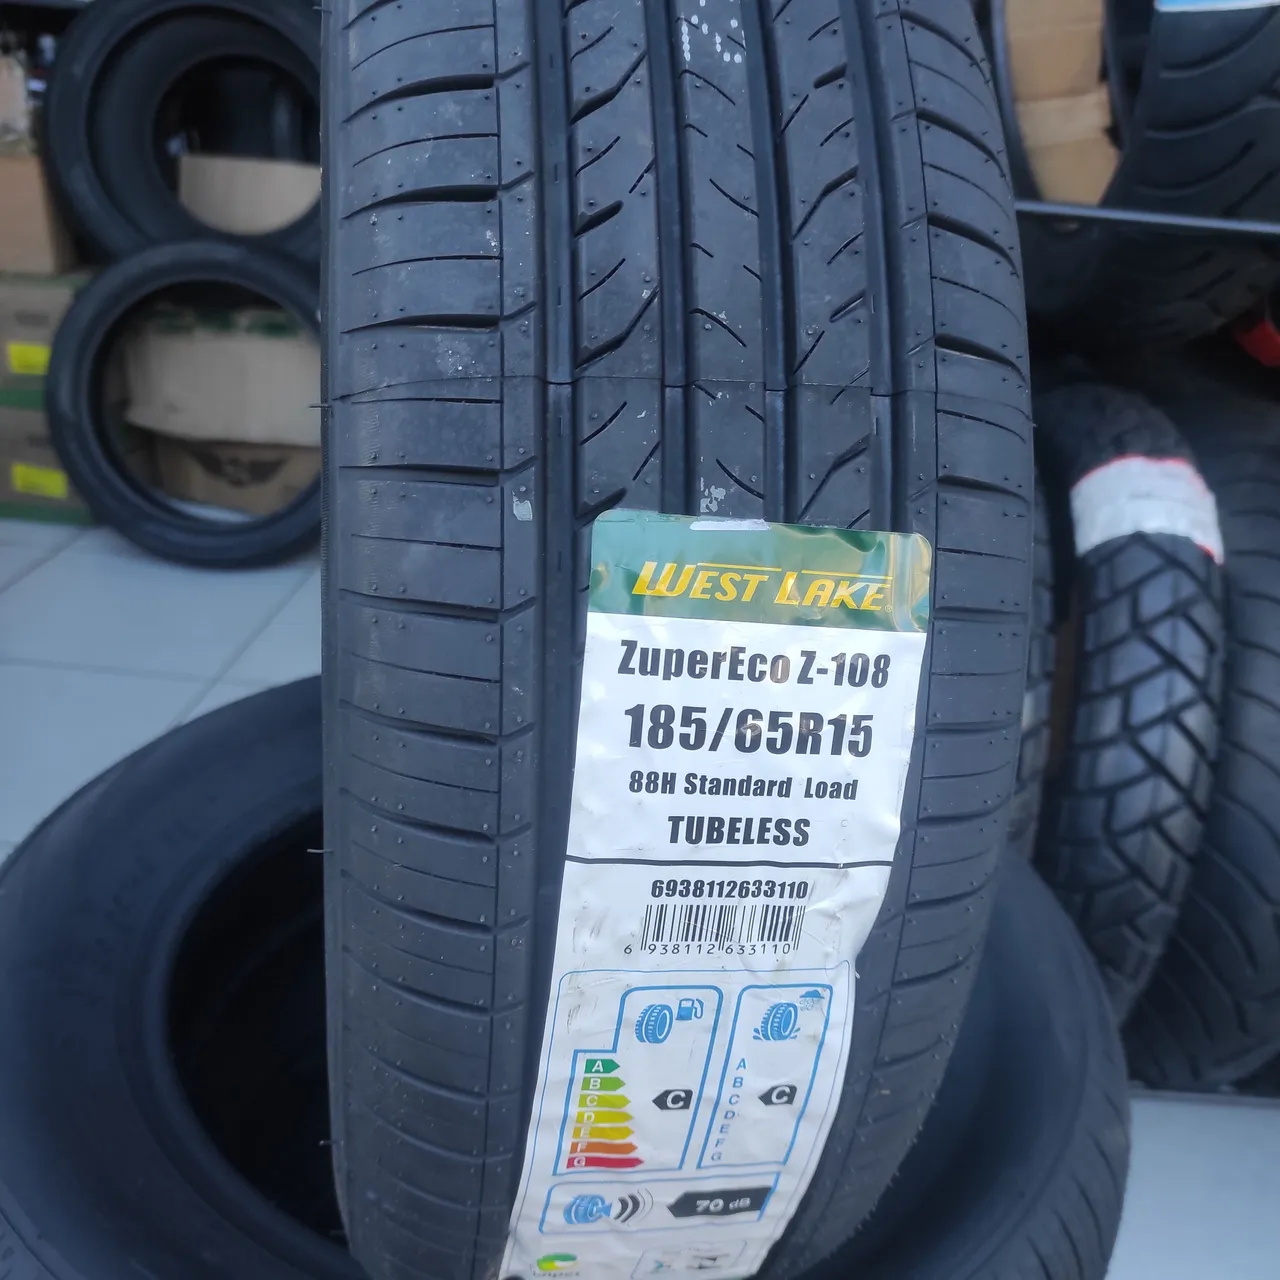 WEST LAKE
ZuperEco Z-108
185/65R15
88H Standard Load
TUBELESS
6938112633110
6 938112 633110
A
B
C
D
E
F
G
C
A
B
C
D
E
F
G
C
70 dB